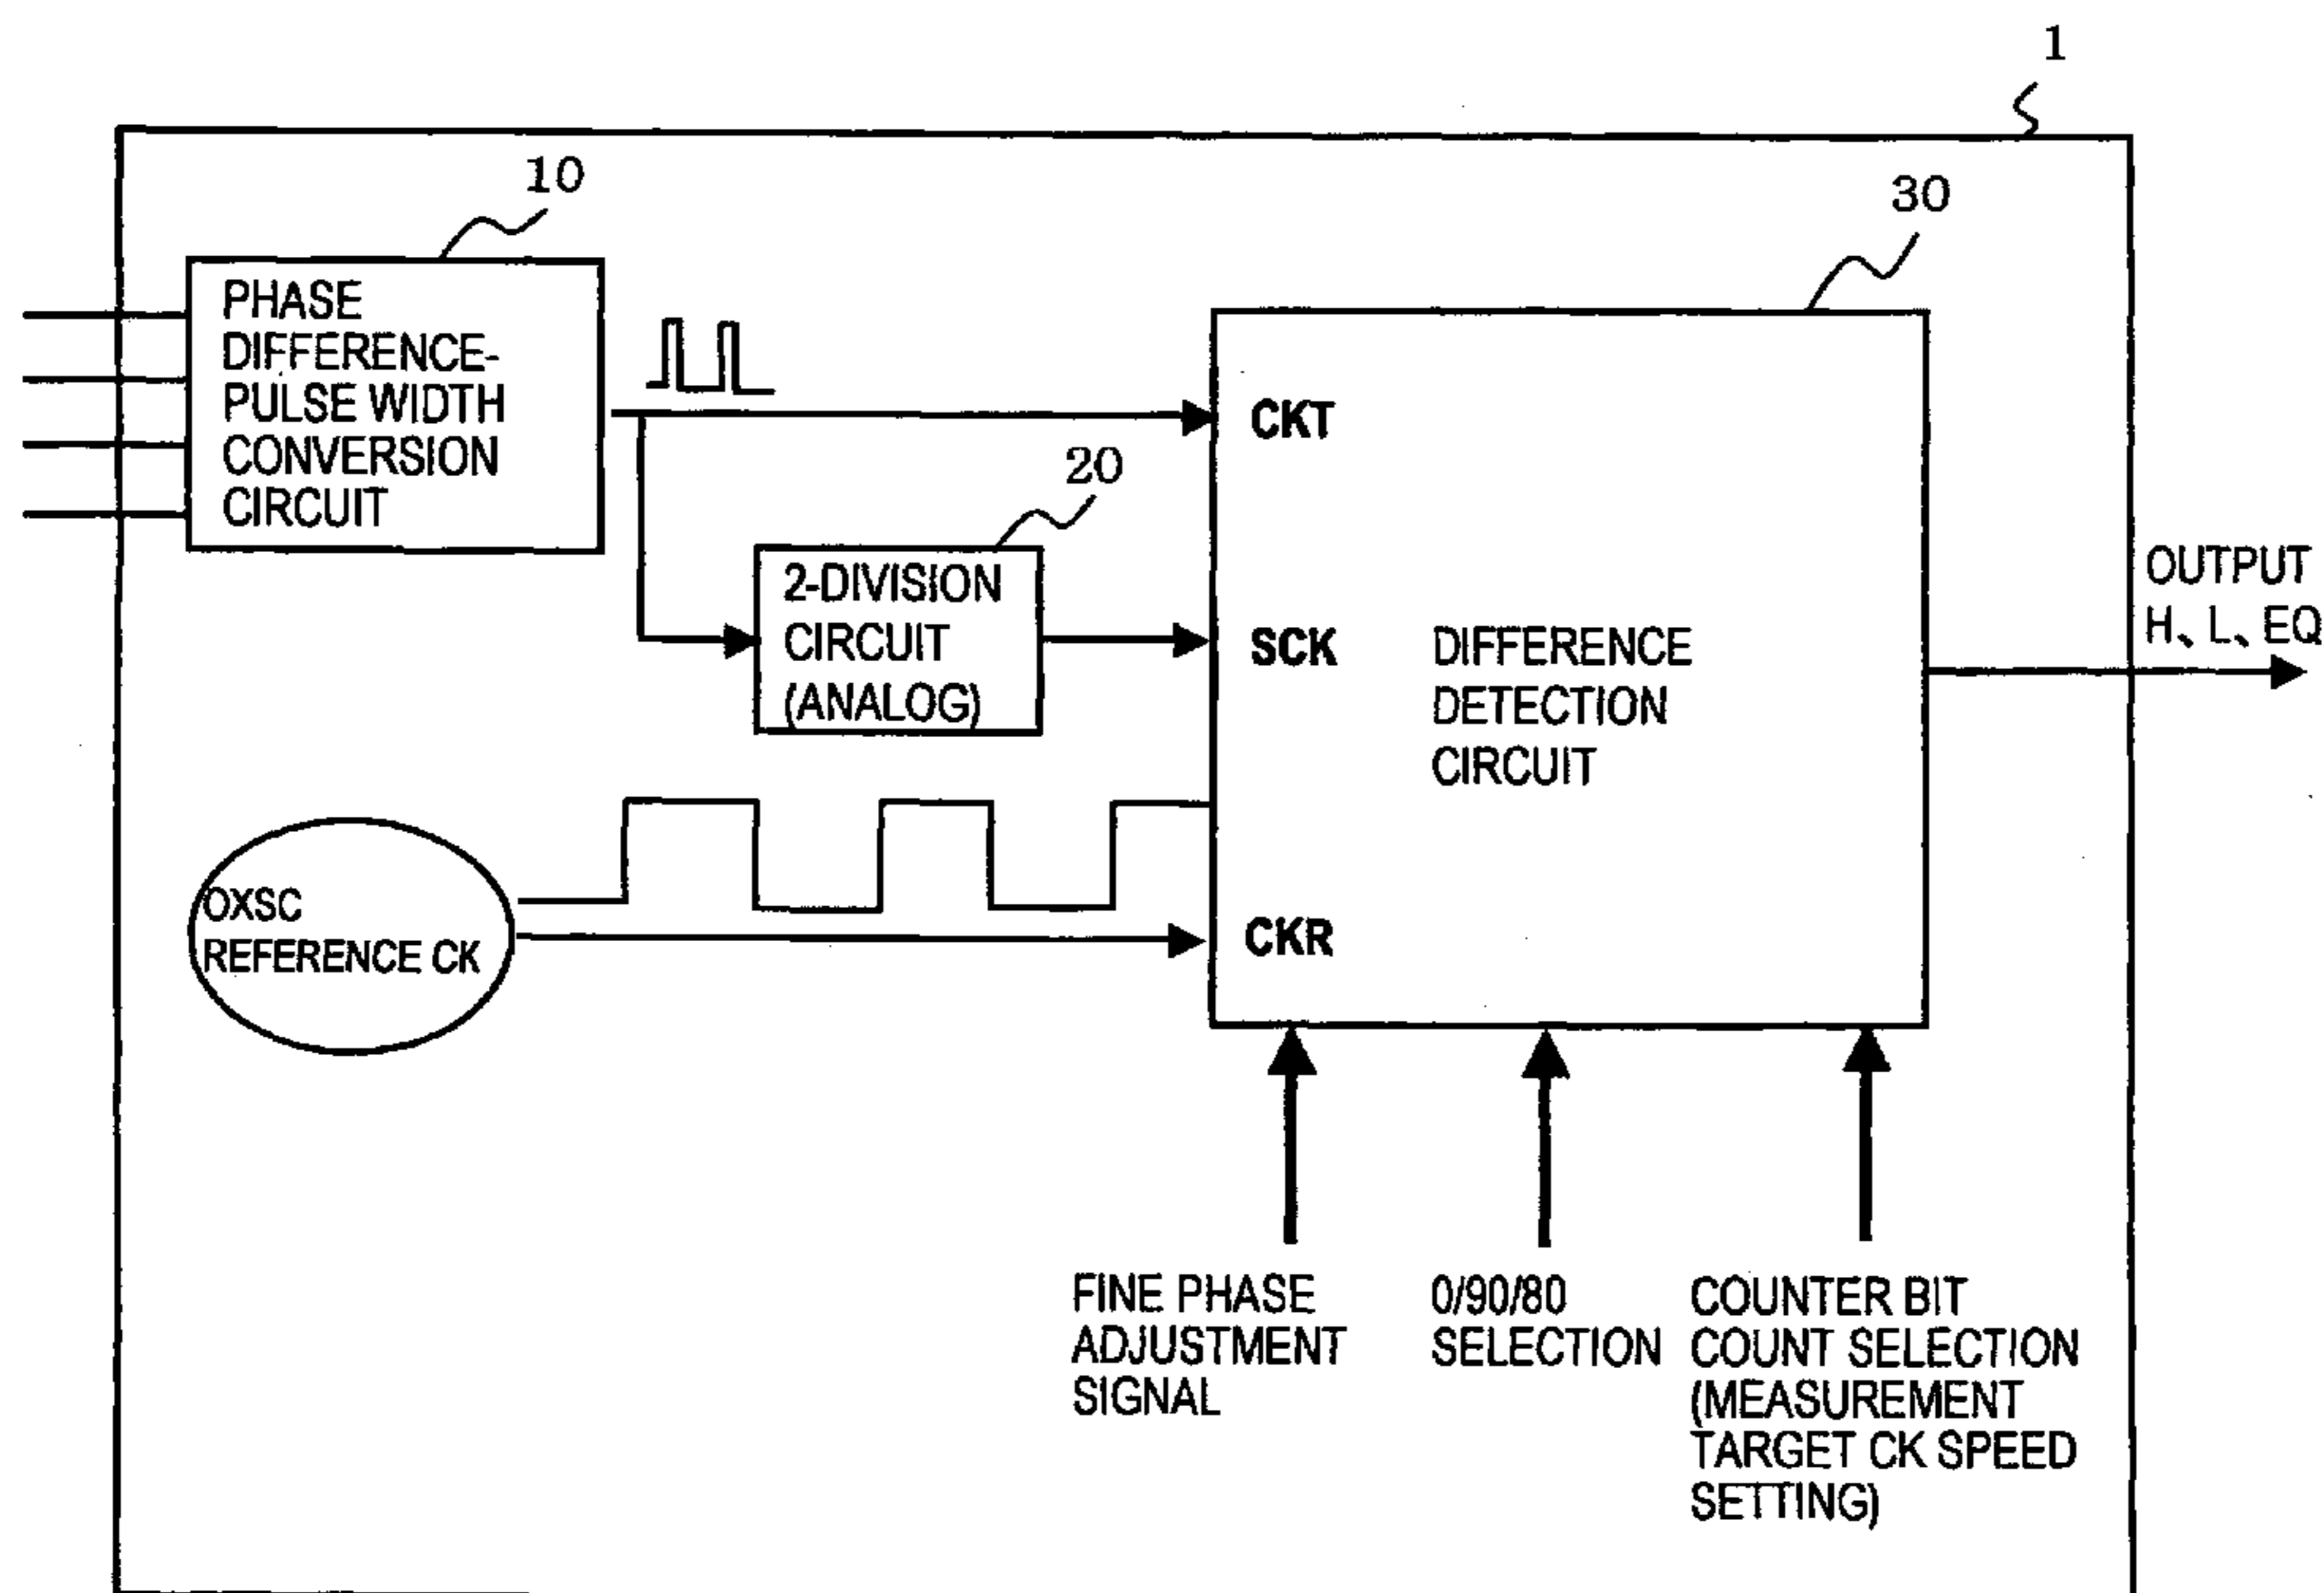 1
10
30
PHASE
DIFFERENCE-
PULSE WIDTH
CONVERSION
CIRCUIT
CKT
20
2-DIVISION
CIRCUIT
(ANALOG)
SCK
DIFFERENCE
DETECTION
CIRCUIT
OUTPUT
H、L、EQ
OXSC
REFERENCE CK
CKR
FINE PHASE
ADJUSTMENT
SIGNAL
0/90/80
SELECTION
COUNTER BIT
COUNT SELECTION
(MEASUREMENT
TARGET CK SPEED
SETTING)